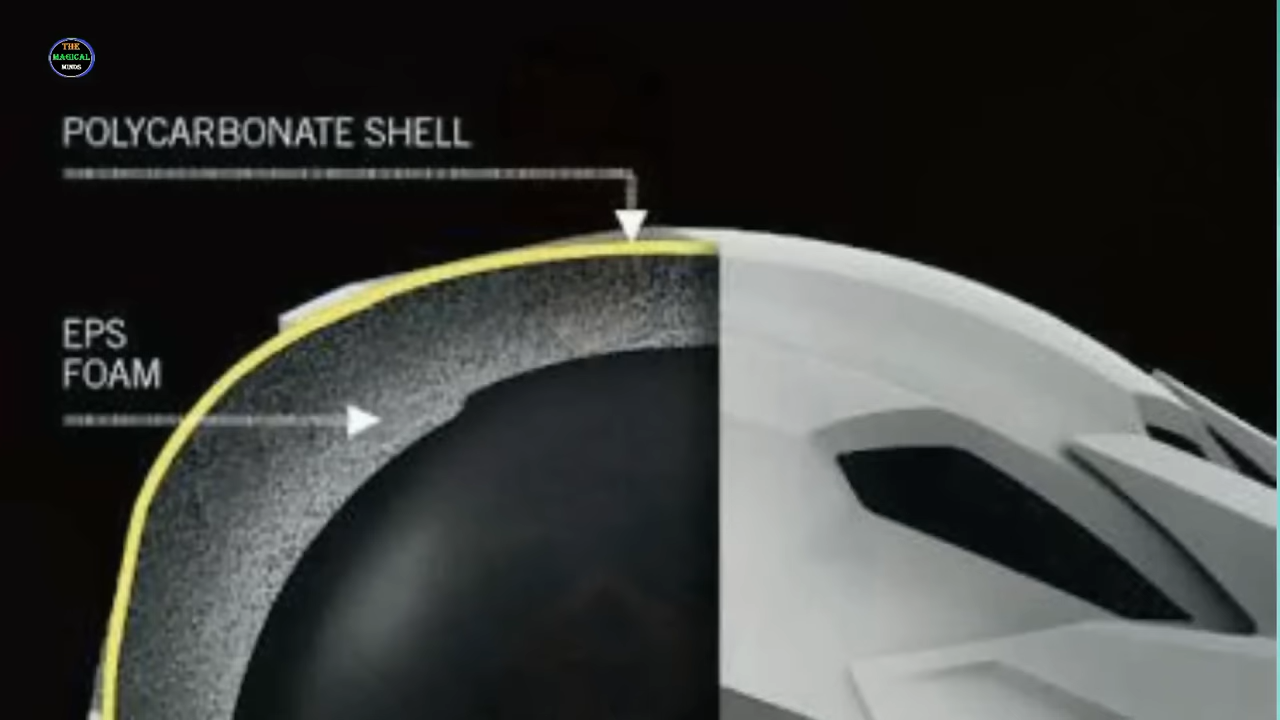 THE
MAGICAL
MINDS
POLYCARBONATE SHELL
EPS
FOAM